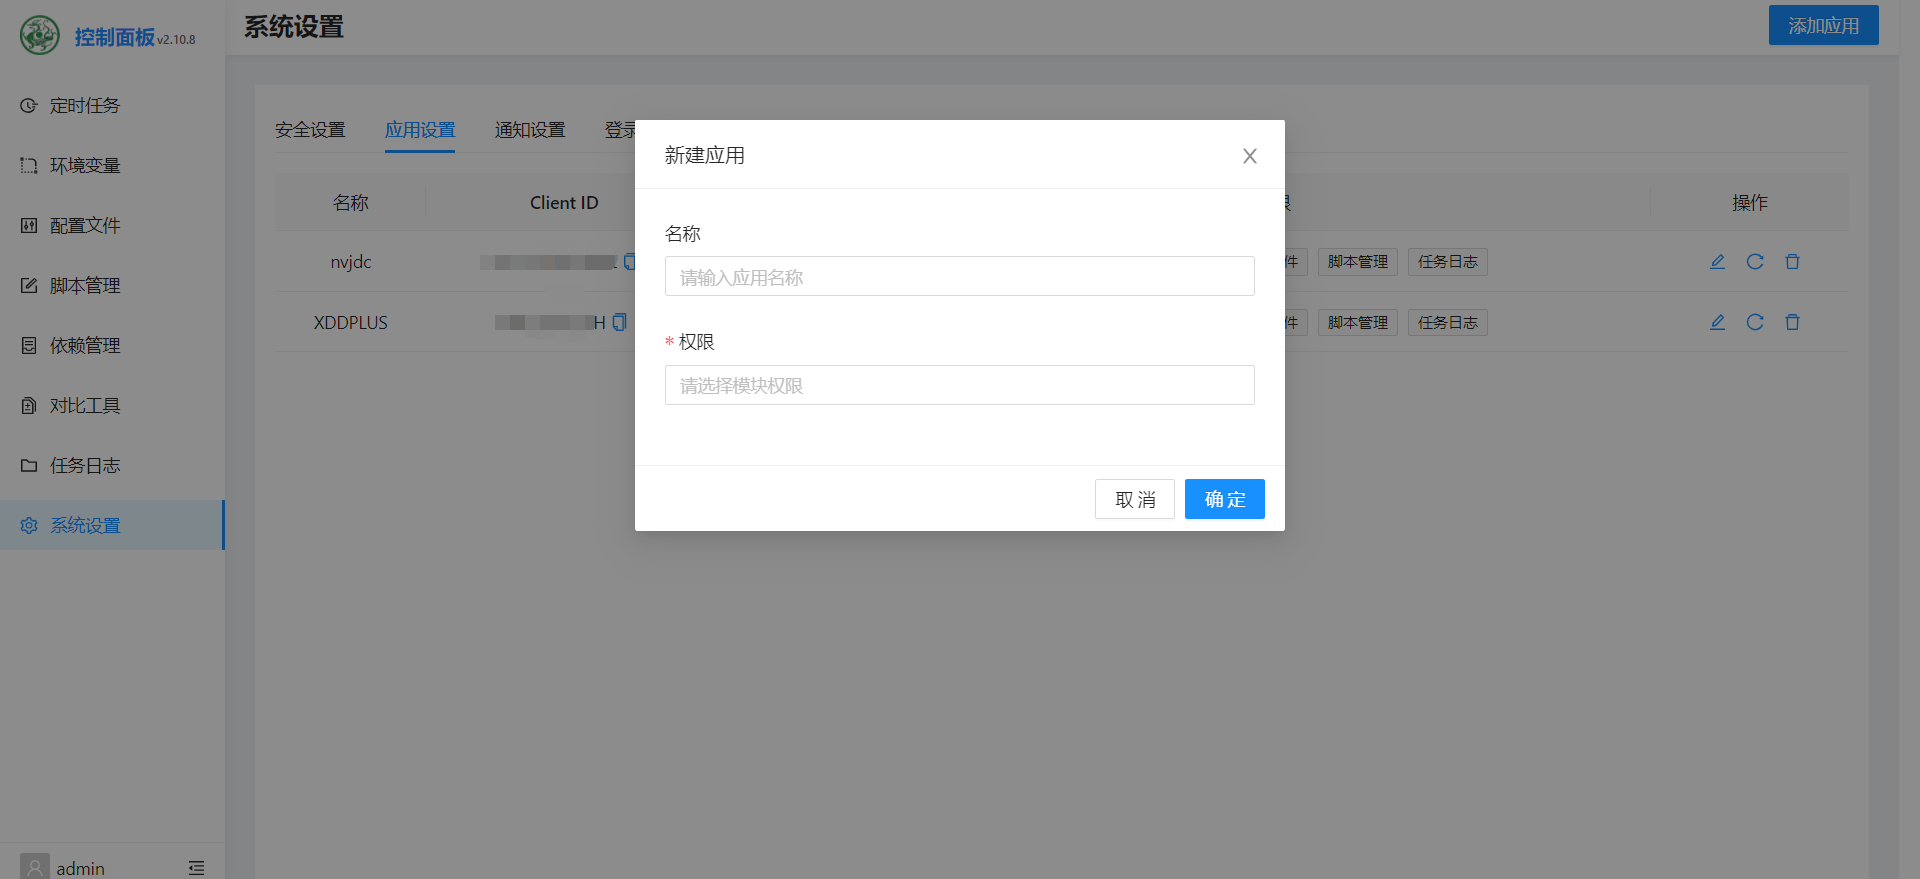 控制面板 v2.10.8
系统设置
添加应用
定时任务
环境变量
配置文件
脚本管理
依赖管理
对比工具
任务日志
系统设置
admin
安全设置 应用设置 通知设置 登录
名称 Client ID 操作
nvjdc 件 脚本管理 任务日志
XDDPLUS H 件 脚本管理 任务日志
新建应用
名称
请输入应用名称
* 权限
请选择模块权限
取 消 确 定